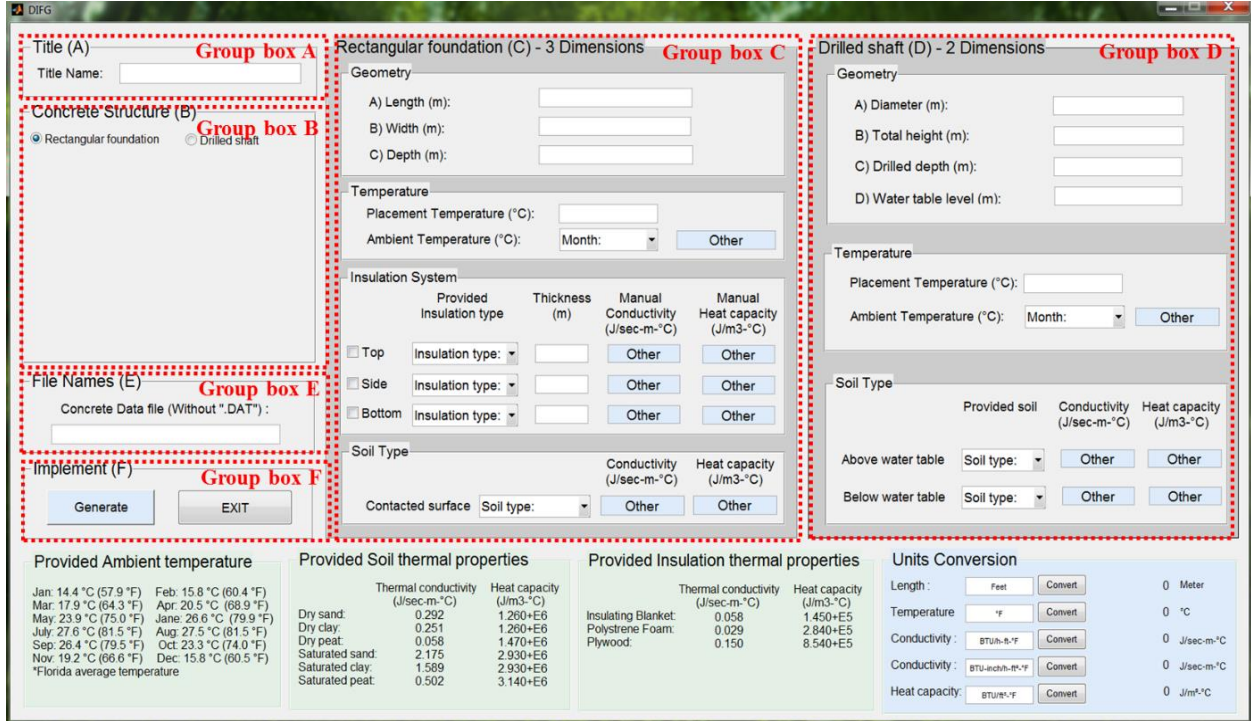 DIFG
Title (A)
Group box A
Title Name:
Concrete Structure (B)
Group box B
Rectangular foundation
Drilled shaft
File Names (E)
Group box E
Concrete Data file (Without ".DAT") :
Implement (F)
Group box F
Generate
EXIT
Rectangular foundation (C) - 3 Dimensions
Group box C
Geometry
A) Length (m):
B) Width (m):
C) Depth (m):
Temperature
Placement Temperature (°C):
Ambient Temperature (°C): Month: Other
Insulation System
Provided Thickness Manual Manual
Insulation type (m) Conductivity Heat capacity
(J/sec-m-°C) (J/m3-°C)
Top Insulation type: Other Other
Side Insulation type: Other Other
Bottom Insulation type: Other Other
Soil Type
Conductivity Heat capacity
(J/sec-m-°C) (J/m3-°C)
Contacted surface Soil type: Other Other
Drilled shaft (D) - 2 Dimensions
Group box D
Geometry
A) Diameter (m):
B) Total height (m):
C) Drilled depth (m):
D) Water table level (m):
Temperature
Placement Temperature (°C):
Ambient Temperature (°C): Month: Other
Soil Type
Provided soil Conductivity Heat capacity
(J/sec-m-°C) (J/m3-°C)
Above water table Soil type: Other Other
Below water table Soil type: Other Other
Provided Ambient temperature
Jan: 14.4 °C (57.9 °F) Feb: 15.8 °C (60.4 °F)
Mar: 17.9 °C (64.3 °F) Apr: 20.5 °C (68.9 °F)
May: 23.9 °C (75.0 °F) Jane: 26.6 °C (79.9 °F)
July: 27.6 °C (81.5 °F) Aug: 27.5 °C (81.5 °F)
Sep: 26.4 °C (79.5 °F) Oct: 23.3 °C (74.0 °F)
Nov: 19.2 °C (66.6 °F) Dec: 15.8 °C (60.5 °F)
*Florida average temperature
Provided Soil thermal properties
Thermal conductivity Heat capacity
(J/sec-m-°C) (J/m3-°C)
Dry sand: 0.292 1.260+E6
Dry clay: 0.251 1.260+E6
Dry peat: 0.058 1.470+E6
Saturated sand: 2.175 2.930+E6
Saturated clay: 1.589 2.930+E6
Saturated peat: 0.502 3.140+E6
Provided Insulation thermal properties
Thermal conductivity Heat capacity
(J/sec-m-°C) (J/m3-°C)
Insulating Blanket: 0.058 1.450+E5
Polystrene Foam: 0.029 2.840+E5
Plywood: 0.150 8.540+E5
Units Conversion
Length : Feet Convert 0 Meter
Temperature °F Convert 0 °C
Conductivity : BTU/h-ft-°F Convert 0 J/sec-m-°C
Conductivity : BTU-inch/h-ft²-°F Convert 0 J/sec-m-°C
Heat capacity: BTU/ft³-°F Convert 0 J/m³-°C